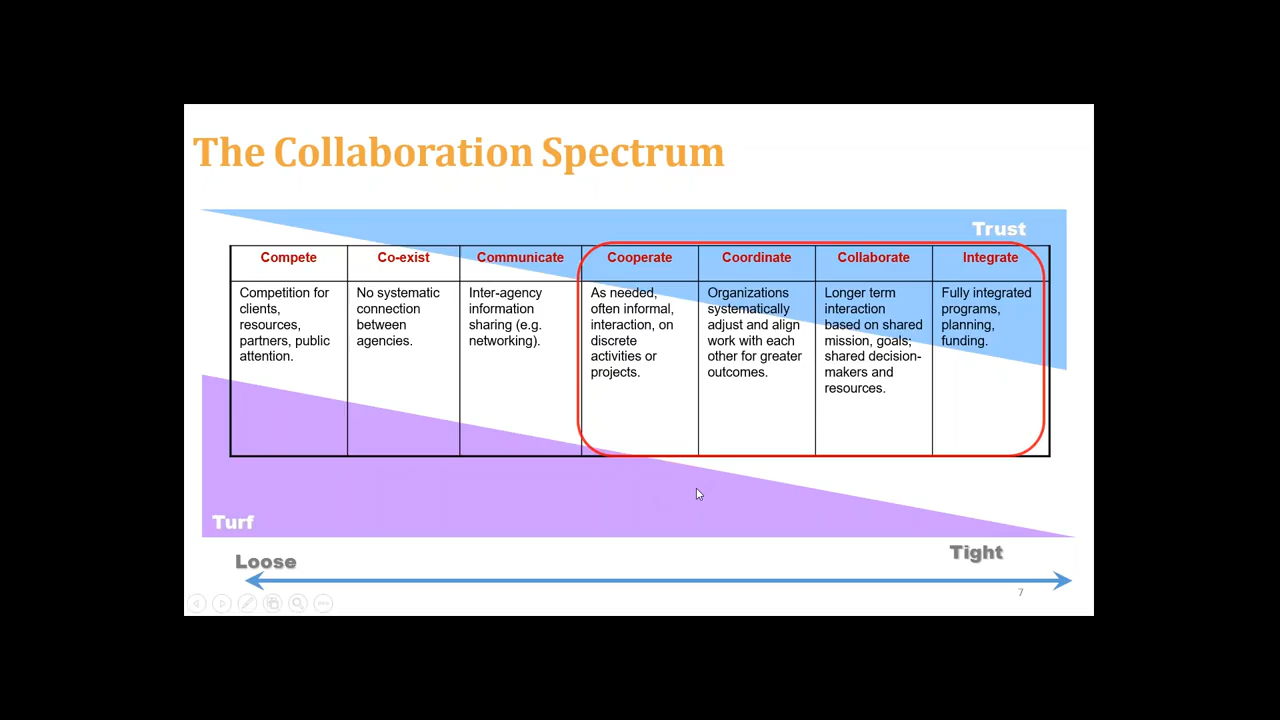 The Collaboration Spectrum
Trust
Compete
Co-exist
Communicate
Cooperate
Coordinate
Collaborate
Integrate
Competition for
clients,
resources,
partners, public
attention.
No systematic
connection
between
agencies.
Inter-agency
information
sharing (e.g.
networking).
As needed,
often informal,
interaction, on
discrete
activities or
projects.
Organizations
systematically
adjust and align
work with each
other for greater
outcomes.
Longer term
interaction
based on shared
mission, goals;
shared decision-
makers and
resources.
Fully integrated
programs,
planning,
funding.
Turf
Loose
Tight
7